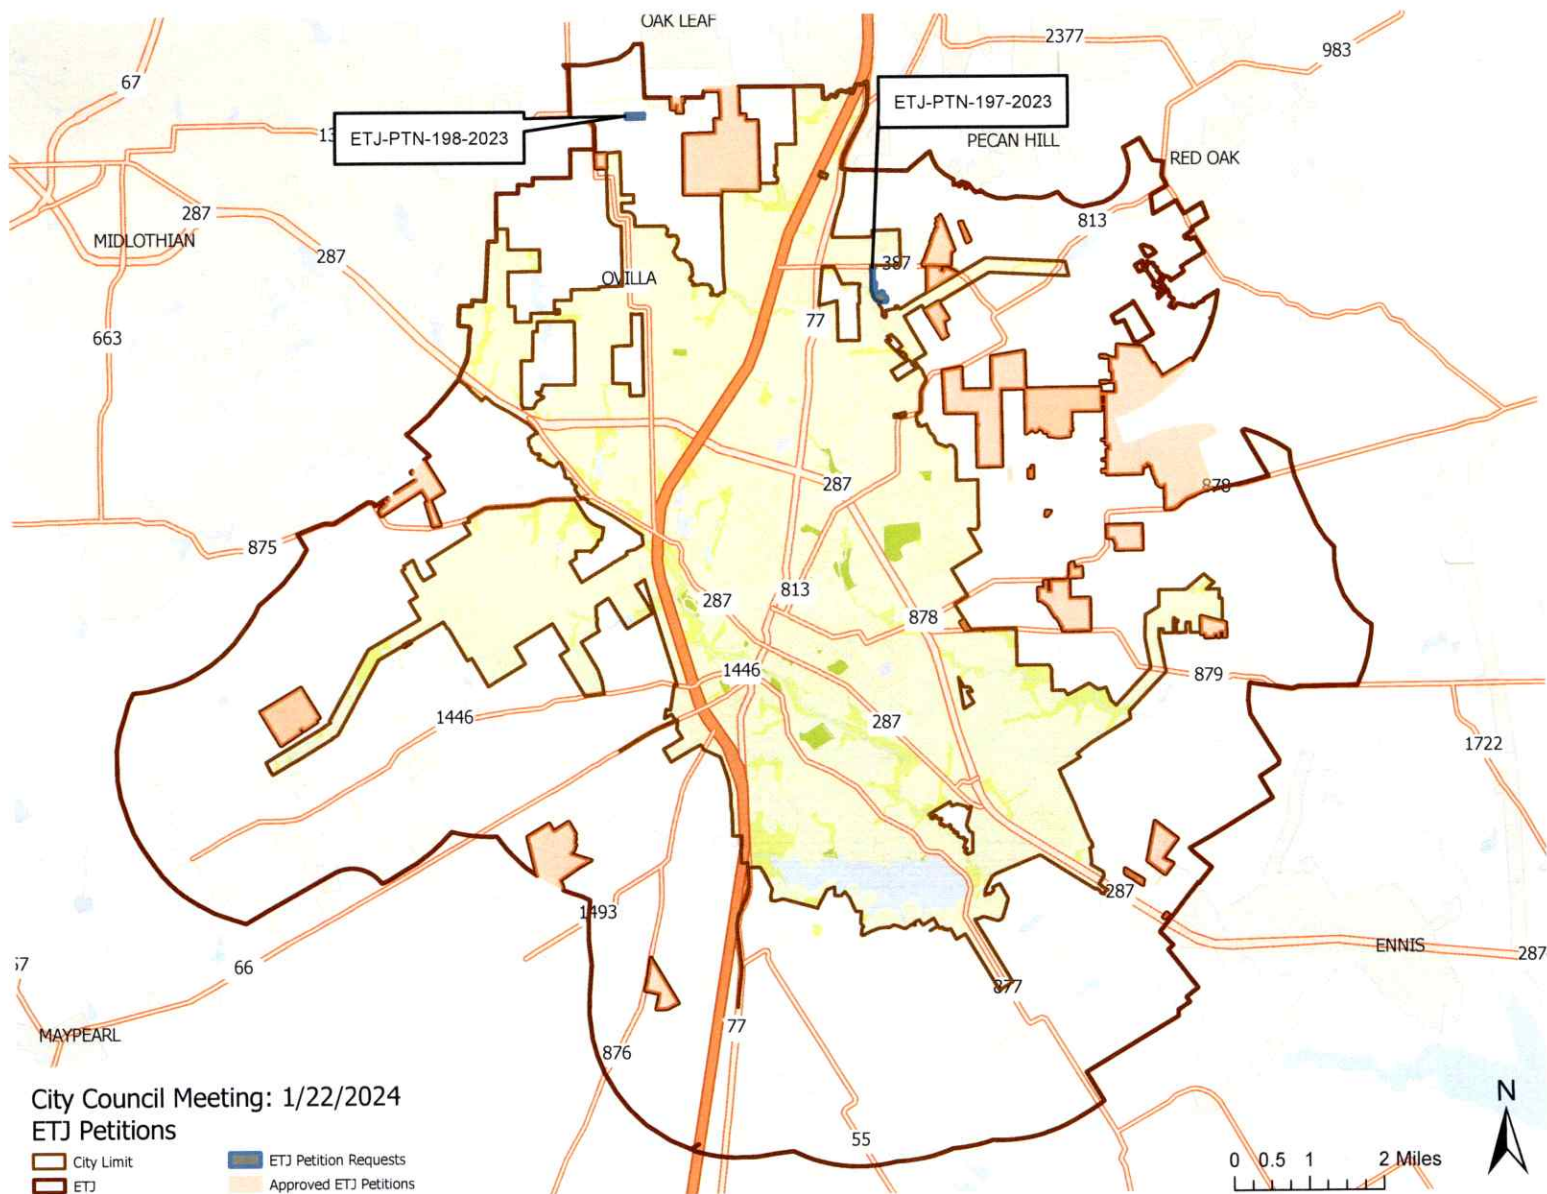 OAK LEAF
2377
983
67
ETJ-PTN-197-2023
ETJ-PTN-198-2023
13
PECAN HILL
RED OAK
287
813
MIDLOTHIAN
287
387
OVILLA
77
663
287
878
875
813
287
878
1446
879
1446
287
1722
287
1493
ENNIS
287
66
57
877
77
MAYPEARL
876
55
City Council Meeting: 1/22/2024
ETJ Petitions
City Limit
ETJ Petition Requests
ETJ
Approved ETJ Petitions
N
0 0.5 1 2 Miles